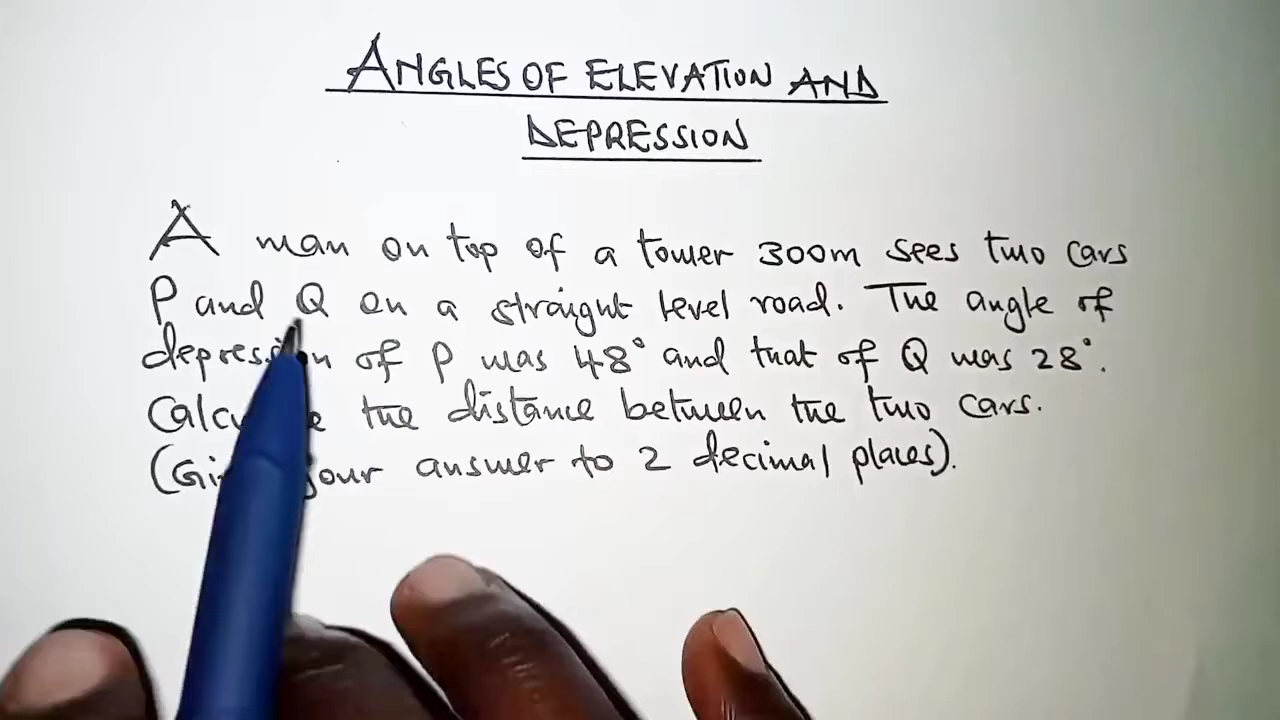 ANGLES OF ELEVATION AND
DEPRESSION
A man on top of a tower 300m sees two cars
P and Q on a straight level road. The angle of
of P was 48° and that of Q was 28°.
the distance between the two cars.
your answer to 2 decimal places).